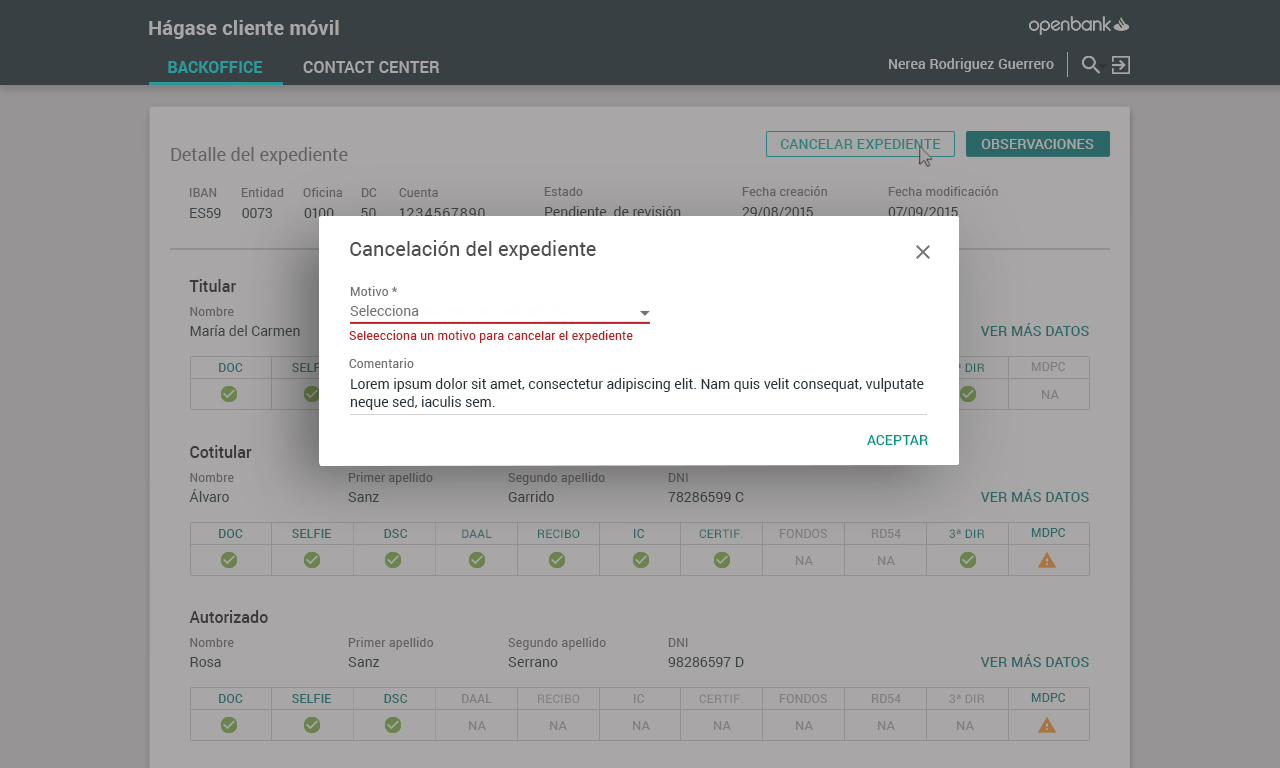 Hágase cliente móvil
openbank
BACKOFFICE CONTACT CENTER
Nerea Rodriguez Guerrero
Detalle del expediente
CANCELAR EXPEDIENTE OBSERVACIONES
IBAN Entidad Oficina DC Cuenta Estado Fecha creación Fecha modificación
ES59 0073 0100 50 1234567890 Pendiente de revisión 29/08/2015 07/09/2015
Cancelación del expediente
Motivo *
Selecciona
Seleecciona un motivo para cancelar el expediente
Comentario
Lorem ipsum dolor sit amet, consectetur adipiscing elit. Nam quis velit consequat, vulputate
neque sed, iaculis sem.
ACEPTAR
Titular
Nombre
María del Carmen VER MÁS DATOS
DOC SELF ª DIR MDPC
NA
Cotitular
Nombre Primer apellido Segundo apellido DNI
Álvaro Sanz Garrido 78286599 C VER MÁS DATOS
DOC SELFIE DSC DAAL RECIBO IC CERTIF. FONDOS RD54 3ª DIR MDPC
NA NA
Autorizado
Nombre Primer apellido Segundo apellido DNI
Rosa Sanz Serrano 98286597 D VER MÁS DATOS
DOC SELFIE DSC DAAL RECIBO IC CERTIF. FONDOS RD54 3ª DIR MDPC
NA NA NA NA NA NA NA